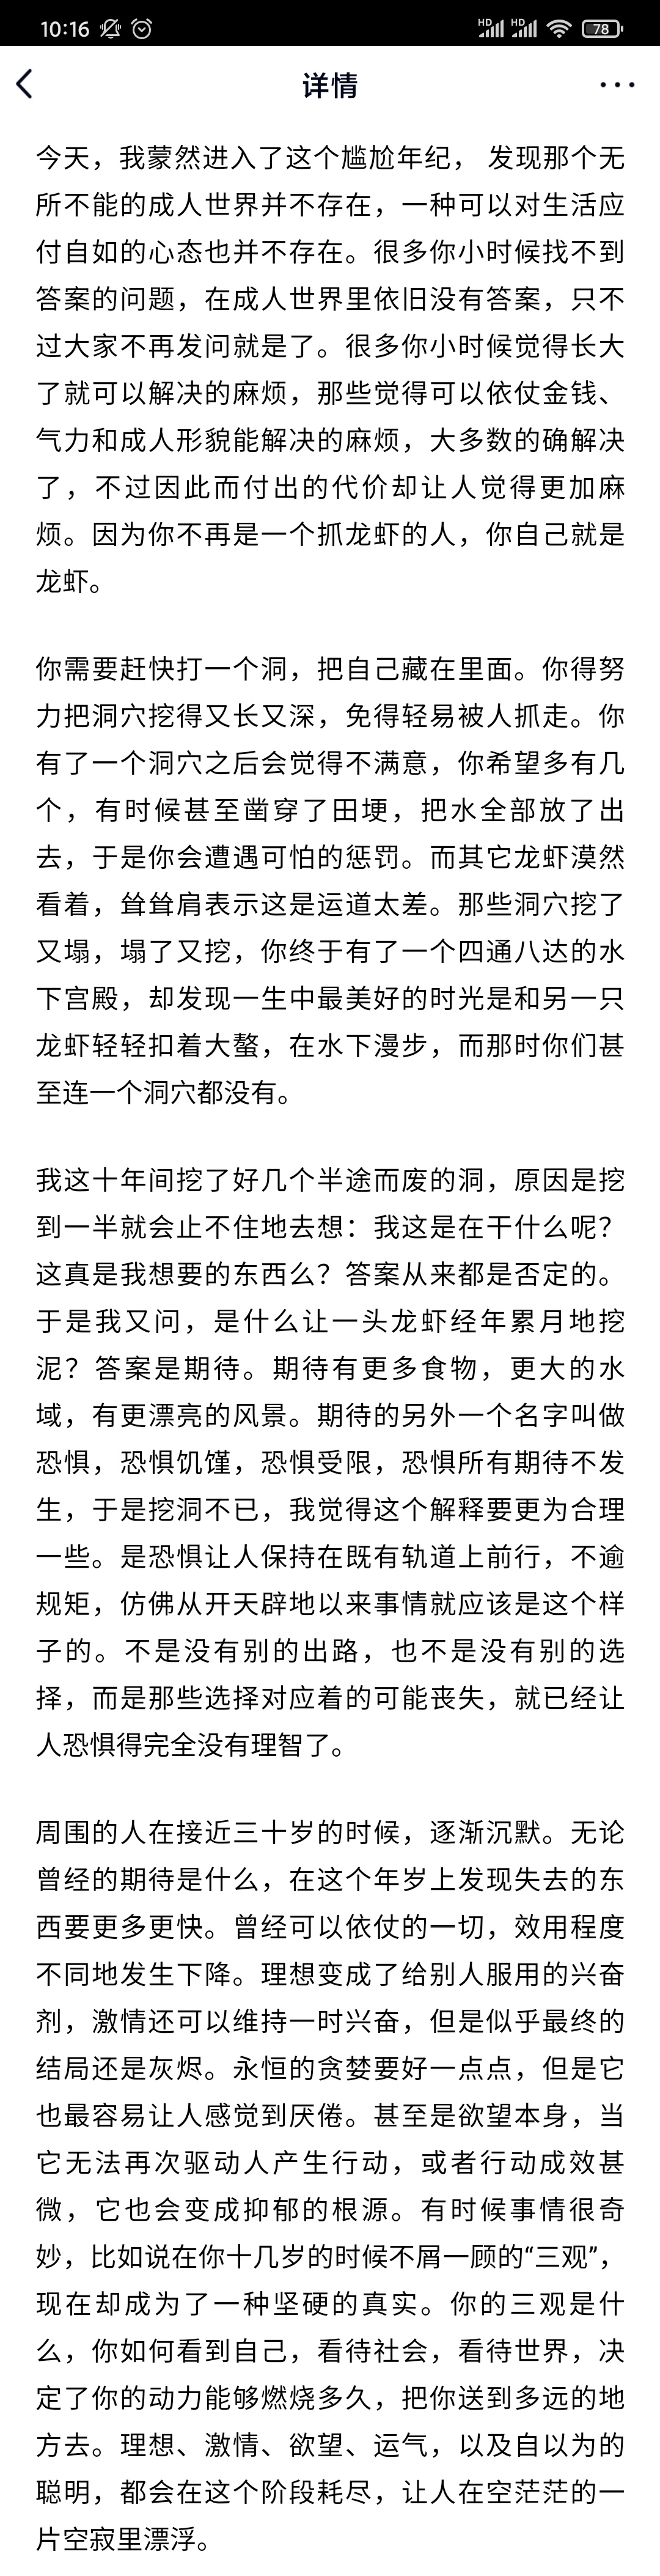 10:16
HD HD 78
详情
今天，我蒙然进入了这个尴尬年纪， 发现那个无
所不能的成人世界并不存在，一种可以对生活应
付自如的心态也并不存在。很多你小时候找不到
答案的问题，在成人世界里依旧没有答案，只不
过大家不再发问就是了。很多你小时候觉得长大
了就可以解决的麻烦，那些觉得可以依仗金钱、
气力和成人形貌能解决的麻烦，大多数的确解决
了，不过因此而付出的代价却让人觉得更加麻
烦。因为你不再是一个抓龙虾的人，你自己就是
龙虾。
你需要赶快打一个洞，把自己藏在里面。你得努
力把洞穴挖得又长又深，免得轻易被人抓走。你
有了一个洞穴之后会觉得不满意，你希望多有几
个，有时候甚至凿穿了田埂，把水全部放了出
去，于是你会遭遇可怕的惩罚。而其它龙虾漠然
看着，耸耸肩表示这是运道太差。那些洞穴挖了
又塌，塌了又挖，你终于有了一个四通八达的水
下宫殿，却发现一生中最美好的时光是和另一只
龙虾轻轻扣着大螯，在水下漫步，而那时你们甚
至连一个洞穴都没有。
我这十年间挖了好几个半途而废的洞，原因是挖
到一半就会止不住地去想：我这是在干什么呢？
这真是我想要的东西么？答案从来都是否定的。
于是我又问，是什么让一头龙虾经年累月地挖
泥？答案是期待。期待有更多食物，更大的水
域，有更漂亮的风景。期待的另外一个名字叫做
恐惧，恐惧饥馑，恐惧受限，恐惧所有期待不发
生，于是挖洞不已，我觉得这个解释要更为合理
一些。是恐惧让人保持在既有轨道上前行，不逾
规矩，仿佛从开天辟地以来事情就应该是这个样
子的。不是没有别的出路，也不是没有别的选
择，而是那些选择对应着的可能丧失，就已经让
人恐惧得完全没有理智了。
周围的人在接近三十岁的时候，逐渐沉默。无论
曾经的期待是什么，在这个年岁上发现失去的东
西要更多更快。曾经可以依仗的一切，效用程度
不同地发生下降。理想变成了给别人服用的兴奋
剂，激情还可以维持一时兴奋，但是似乎最终的
结局还是灰烬。永恒的贪婪要好一点点，但是它
也最容易让人感觉到厌倦。甚至是欲望本身，当
它无法再次驱动人产生行动，或者行动成效甚
微，它也会变成抑郁的根源。有时候事情很奇
妙，比如说在你十几岁的时候不屑一顾的“三观”，
现在却成为了一种坚硬的真实。你的三观是什
么，你如何看到自己，看待社会，看待世界，决
定了你的动力能够燃烧多久，把你送到多远的地
方去。理想、激情、欲望、运气，以及自以为的
聪明，都会在这个阶段耗尽，让人在空茫茫的一
片空寂里漂浮。